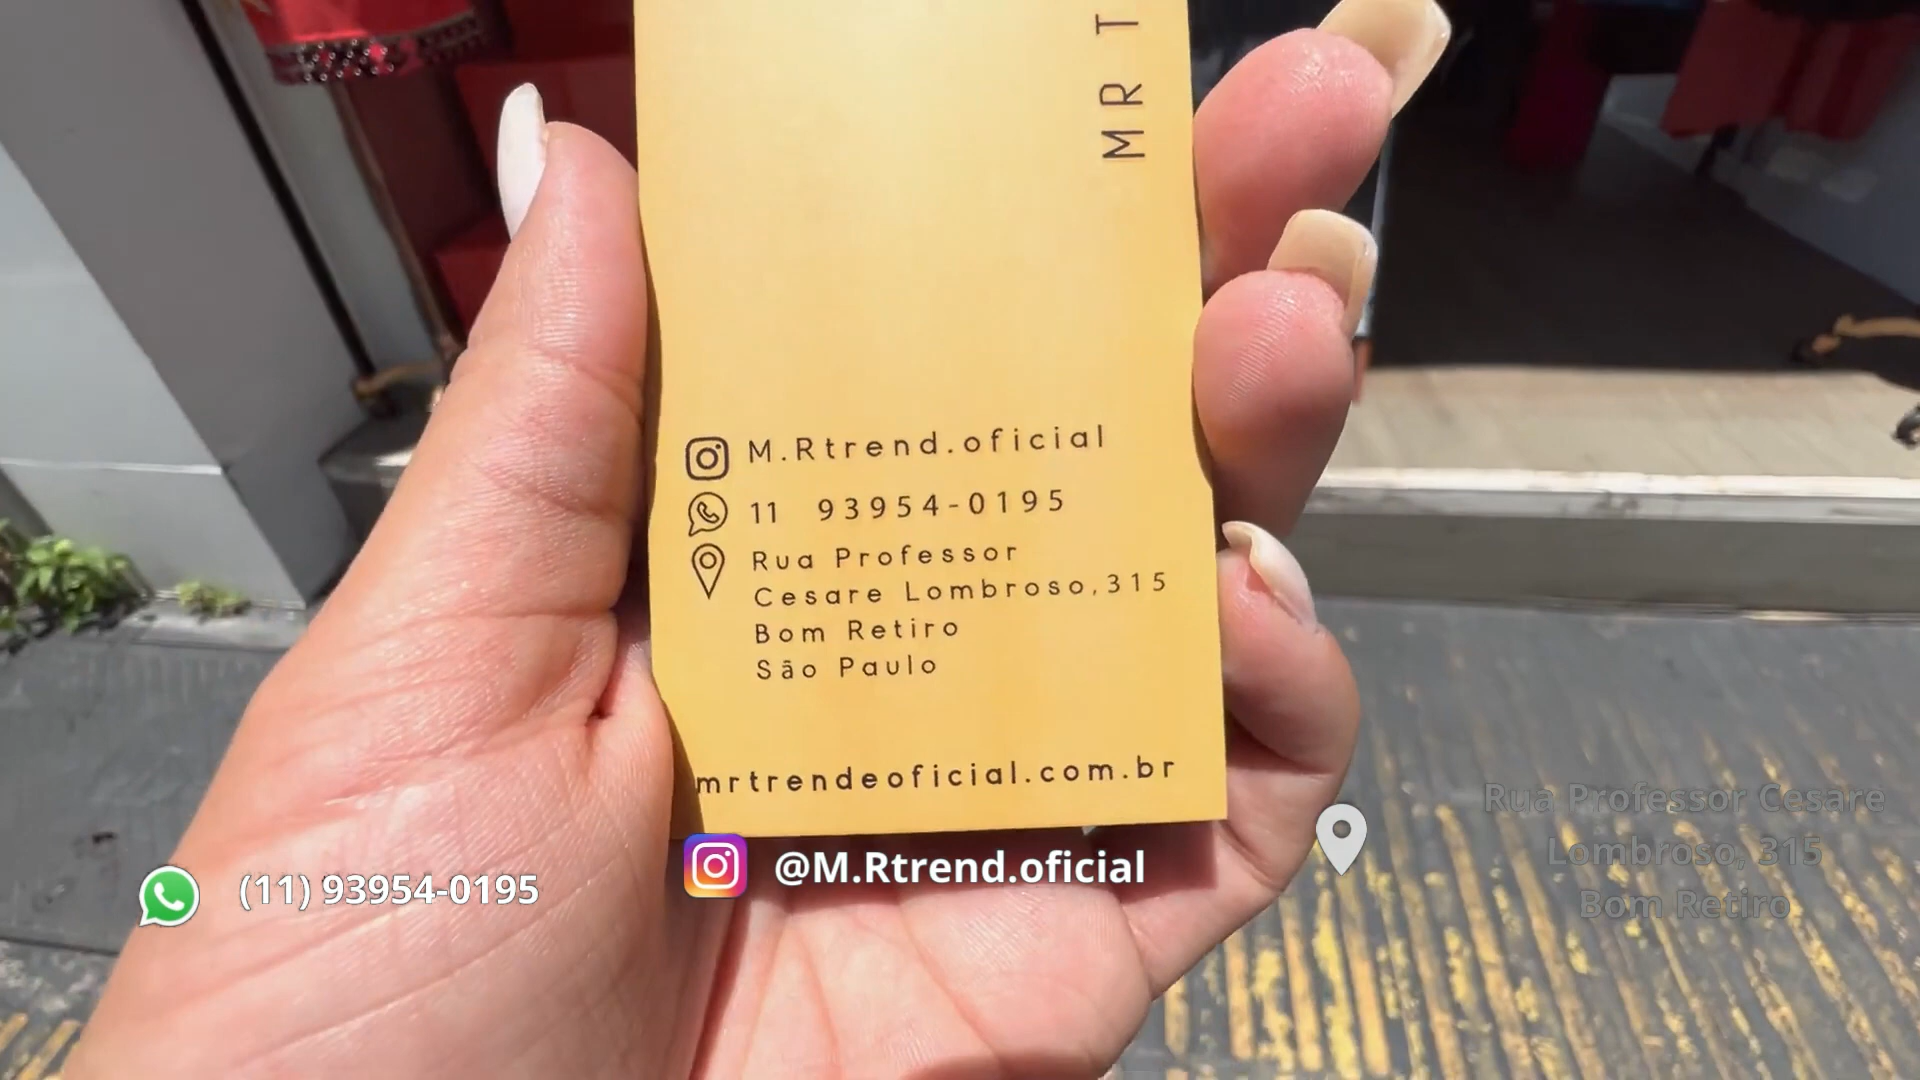 MR T
M.Rtrend.oficial
11 93954-0195
Rua Professor
Cesare Lombroso,315
Bom Retiro
São Paulo
mrtrendeoficial.com.br
(11) 93954-0195
@M.Rtrend.oficial
Rua Professor Cesare
Lombroso, 315
Bom Retiro